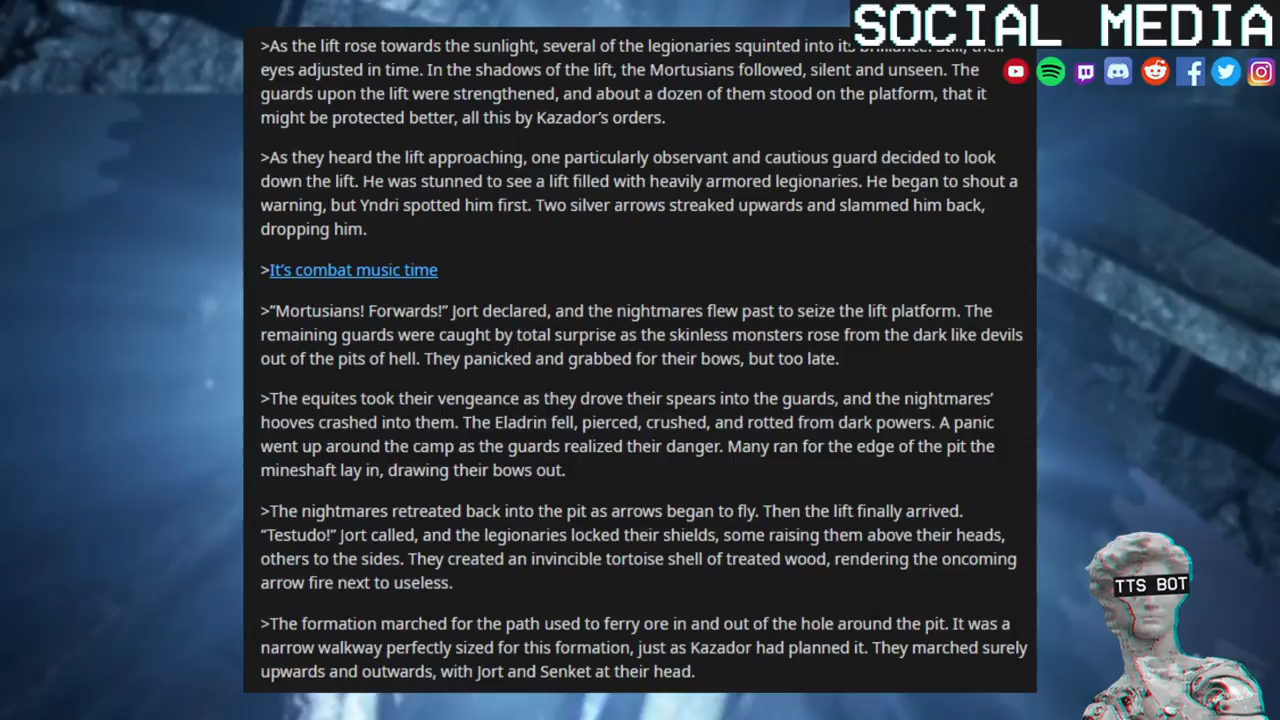 SOCIAL MEDIA
>As the lift rose towards the sunlight, several of the legionaries squinted into its brilliance. Still, their
eyes adjusted in time. In the shadows of the lift, the Mortusians followed, silent and unseen. The
guards upon the lift were strengthened, and about a dozen of them stood on the platform, that it
might be protected better, all this by Kazador’s orders.
>As they heard the lift approaching, one particularly observant and cautious guard decided to look
down the lift. He was stunned to see a lift filled with heavily armored legionaries. He began to shout a
warning, but Yndri spotted him first. Two silver arrows streaked upwards and slammed him back,
dropping him.
>It’s combat music time
>”Mortusians! Forwards!” Jort declared, and the nightmares flew past to seize the lift platform. The
remaining guards were caught by total surprise as the skinless monsters rose from the dark like devils
out of the pits of hell. They panicked and grabbed for their bows, but too late.
>The equites took their vengeance as they drove their spears into the guards, and the nightmares’
hooves crashed into them. The Eladrin fell, pierced, crushed, and rotted from dark powers. A panic
went up around the camp as the guards realized their danger. Many ran for the edge of the pit the
mineshaft lay in, drawing their bows out.
>The nightmares retreated back into the pit as arrows began to fly. Then the lift finally arrived.
“Testudo!” Jort called, and the legionaries locked their shields, some raising them above their heads,
others to the sides. They created an invincible tortoise shell of treated wood, rendering the oncoming
arrow fire next to useless.
>The formation marched for the path used to ferry ore in and out of the hole around the pit. It was a
narrow walkway perfectly sized for this formation, just as Kazador had planned it. They marched surely
upwards and outwards, with Jort and Senket at their head.
TTS BOT